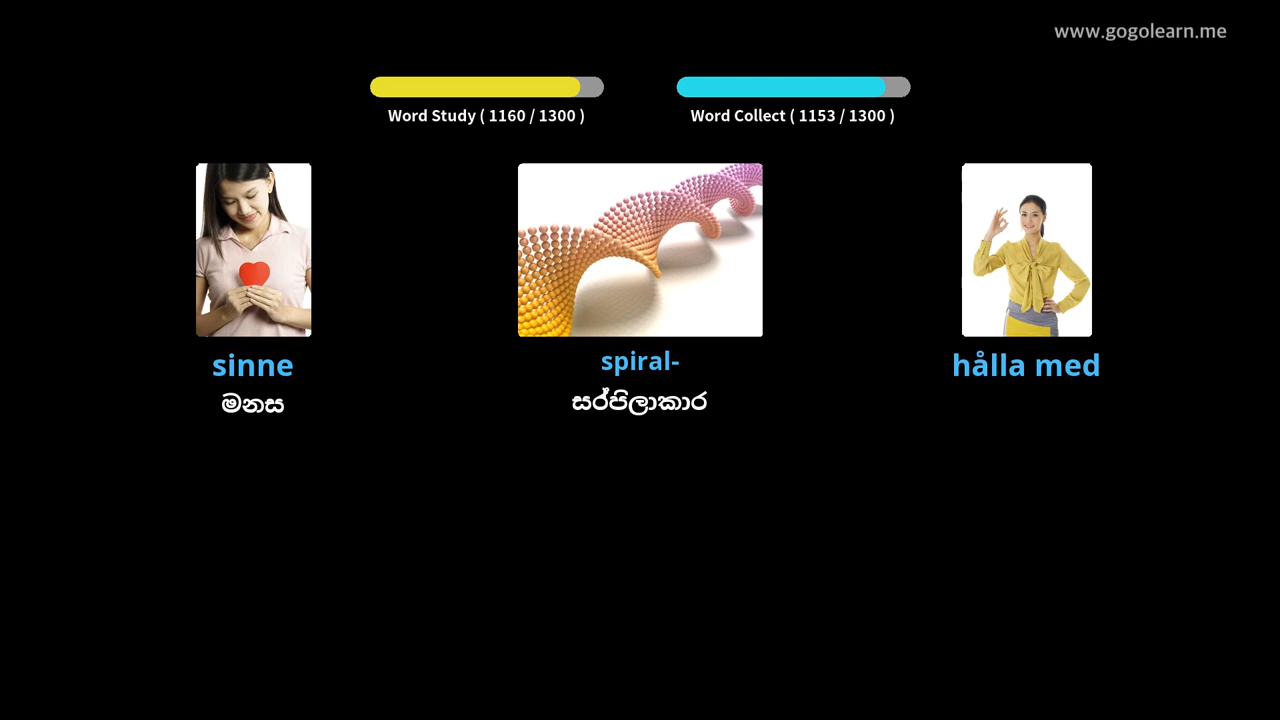 www.gogolearn.me
Word Study ( 1160 / 1300 )
Word Collect ( 1153 / 1300 )
sinne
මනස
spiral-
සර්පිලාකාර
hålla med